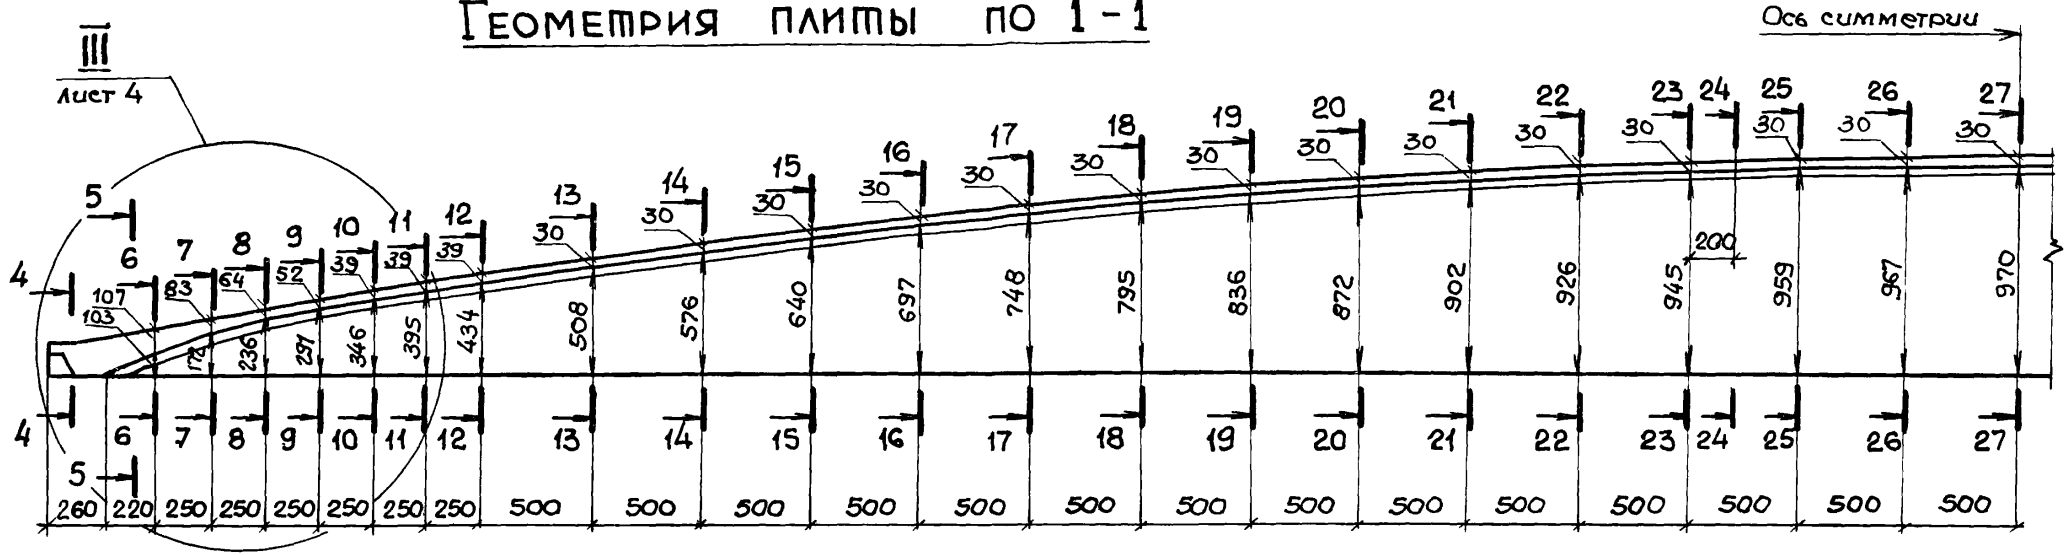 Геометрия плиты по 1-1
Ось симметрии
III
лист 4
5 6 7 8 9 10 11 12 13 14 15 16 17 18 19 20 21 22 23 24 25 26 27
4
107 83 64 52 39 39 39 30 30 30 30 30 30 30 30 30 30 30 30 30 30
103
200
172 236 291 346 395 434 508 576 640 697 748 795 836 872 902 926 945 959 967 970
4 6 7 8 9 10 11 12 13 14 15 16 17 18 19 20 21 22 23 24 25 26 27
5
260 220 250 250 250 250 250 250 500 500 500 500 500 500 500 500 500 500 500 500 500 500